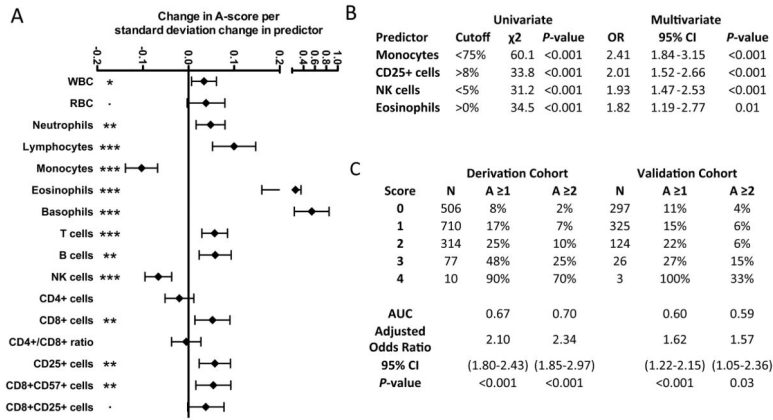 A
Change in A-score per
standard deviation change in predictor
-0.2 -0.1 0.0 0.1 0.2 0.4 0.6 0.8 1.0
WBC *
RBC .
Neutrophils **
Lymphocytes ***
Monocytes ***
Eosinophils ***
Basophils ***
T cells ***
B cells **
NK cells ***
CD4+ cells
CD8+ cells **
CD4+/CD8+ ratio
CD25+ cells **
CD8+CD57+ cells **
CD8+CD25+ cells .
B
Univariate Multivariate
Predictor Cutoff χ2 P-value OR 95% CI P-value
Monocytes <75% 60.1 <0.001 2.41 1.84-3.15 <0.001
CD25+ cells >8% 33.8 <0.001 2.01 1.52-2.66 <0.001
NK cells <5% 31.2 <0.001 1.93 1.47-2.53 <0.001
Eosinophils >0% 34.5 <0.001 1.82 1.19-2.77 0.01
C
Derivation Cohort Validation Cohort
Score N A ≥1 A ≥2 N A ≥1 A ≥2
0 506 8% 2% 297 11% 4%
1 710 17% 7% 325 15% 6%
2 314 25% 10% 124 22% 6%
3 77 48% 25% 26 27% 15%
4 10 90% 70% 3 100% 33%
AUC 0.67 0.70 0.60 0.59
Adjusted
Odds Ratio 2.10 2.34 1.62 1.57
95% CI (1.80-2.43) (1.85-2.97) (1.22-2.15) (1.05-2.36)
P-value <0.001 <0.001 <0.001 0.03